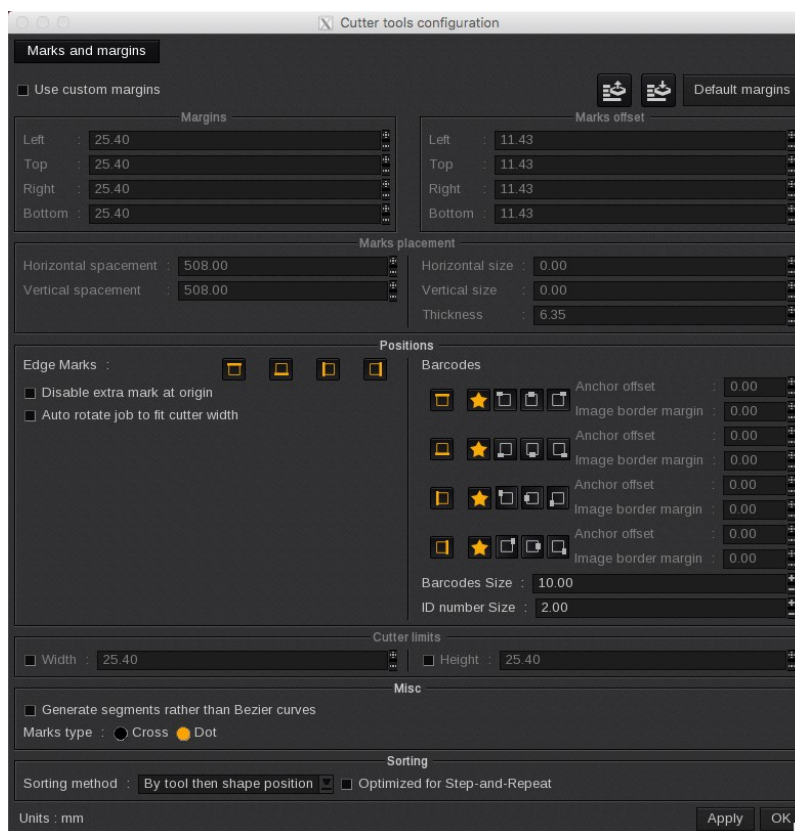 Cutter tools configuration
Marks and margins
Use custom margins
Default margins
Margins
Marks offset
Left : 25.40
Left : 11.43
Top : 25.40
Top : 11.43
Right : 25.40
Right : 11.43
Bottom : 25.40
Bottom : 11.43
Marks placement
Horizontal spacement : 508.00
Horizontal size : 0.00
Vertical spacement : 508.00
Vertical size : 0.00
Thickness : 6.35
Positions
Edge Marks :
Barcodes
Disable extra mark at origin
Auto rotate job to fit cutter width
Anchor offset : 0.00
Image border margin : 0.00
Anchor offset : 0.00
Image border margin : 0.00
Anchor offset : 0.00
Image border margin : 0.00
Anchor offset : 0.00
Image border margin : 0.00
Barcodes Size : 10.00
ID number Size : 2.00
Cutter limits
Width : 25.40
Height : 25.40
Misc
Generate segments rather than Bezier curves
Marks type : Cross Dot
Sorting
Sorting method : By tool then shape position
Optimized for Step-and-Repeat
Units : mm
Apply
OK